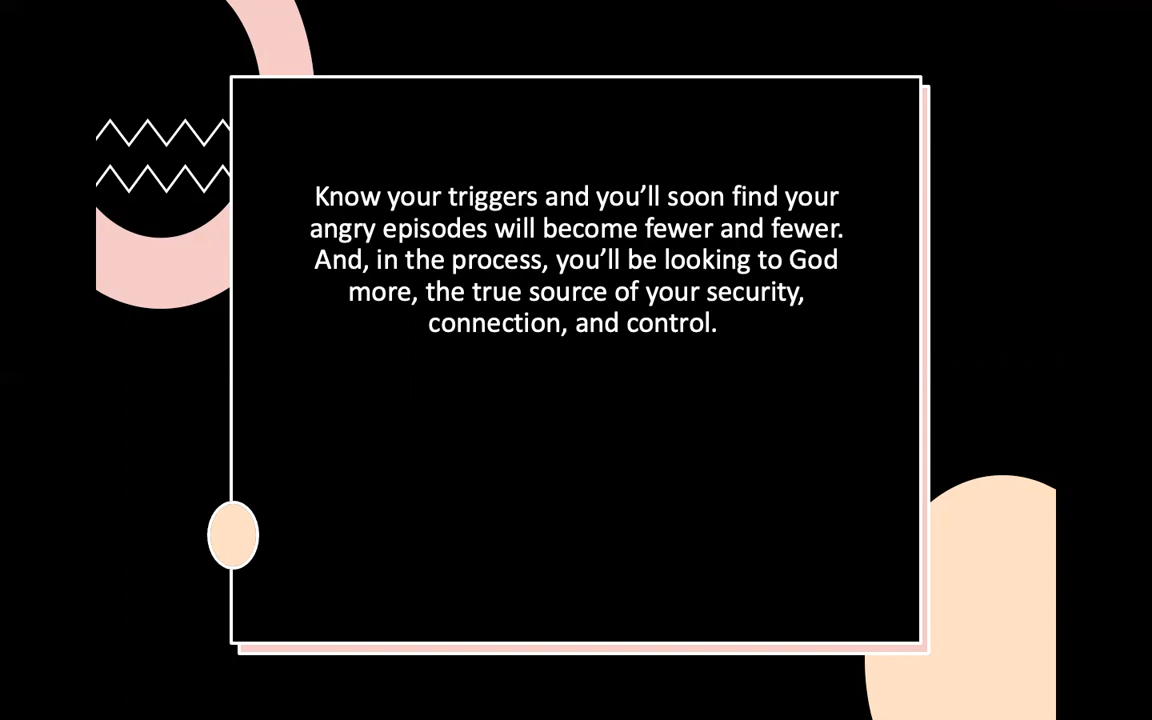 Know your triggers and you’ll soon find your
angry episodes will become fewer and fewer.
And, in the process, you’ll be looking to God
more, the true source of your security,
connection, and control.